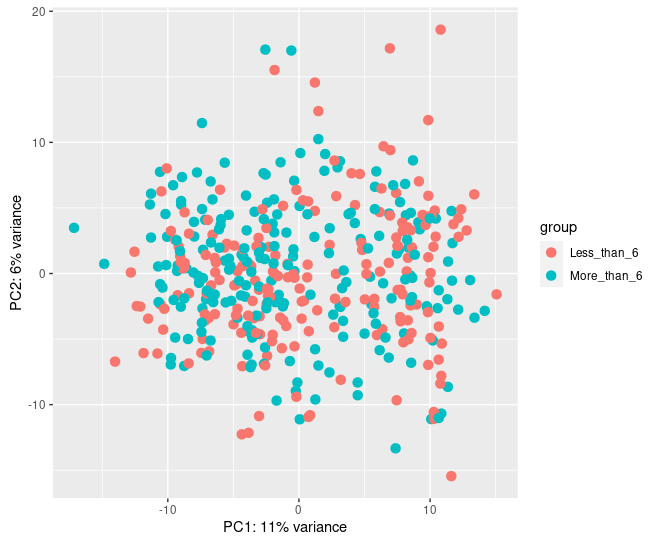 20
10
0
-10
-10
0
10
PC1: 11% variance
PC2: 6% variance
group
Less_than_6
More_than_6